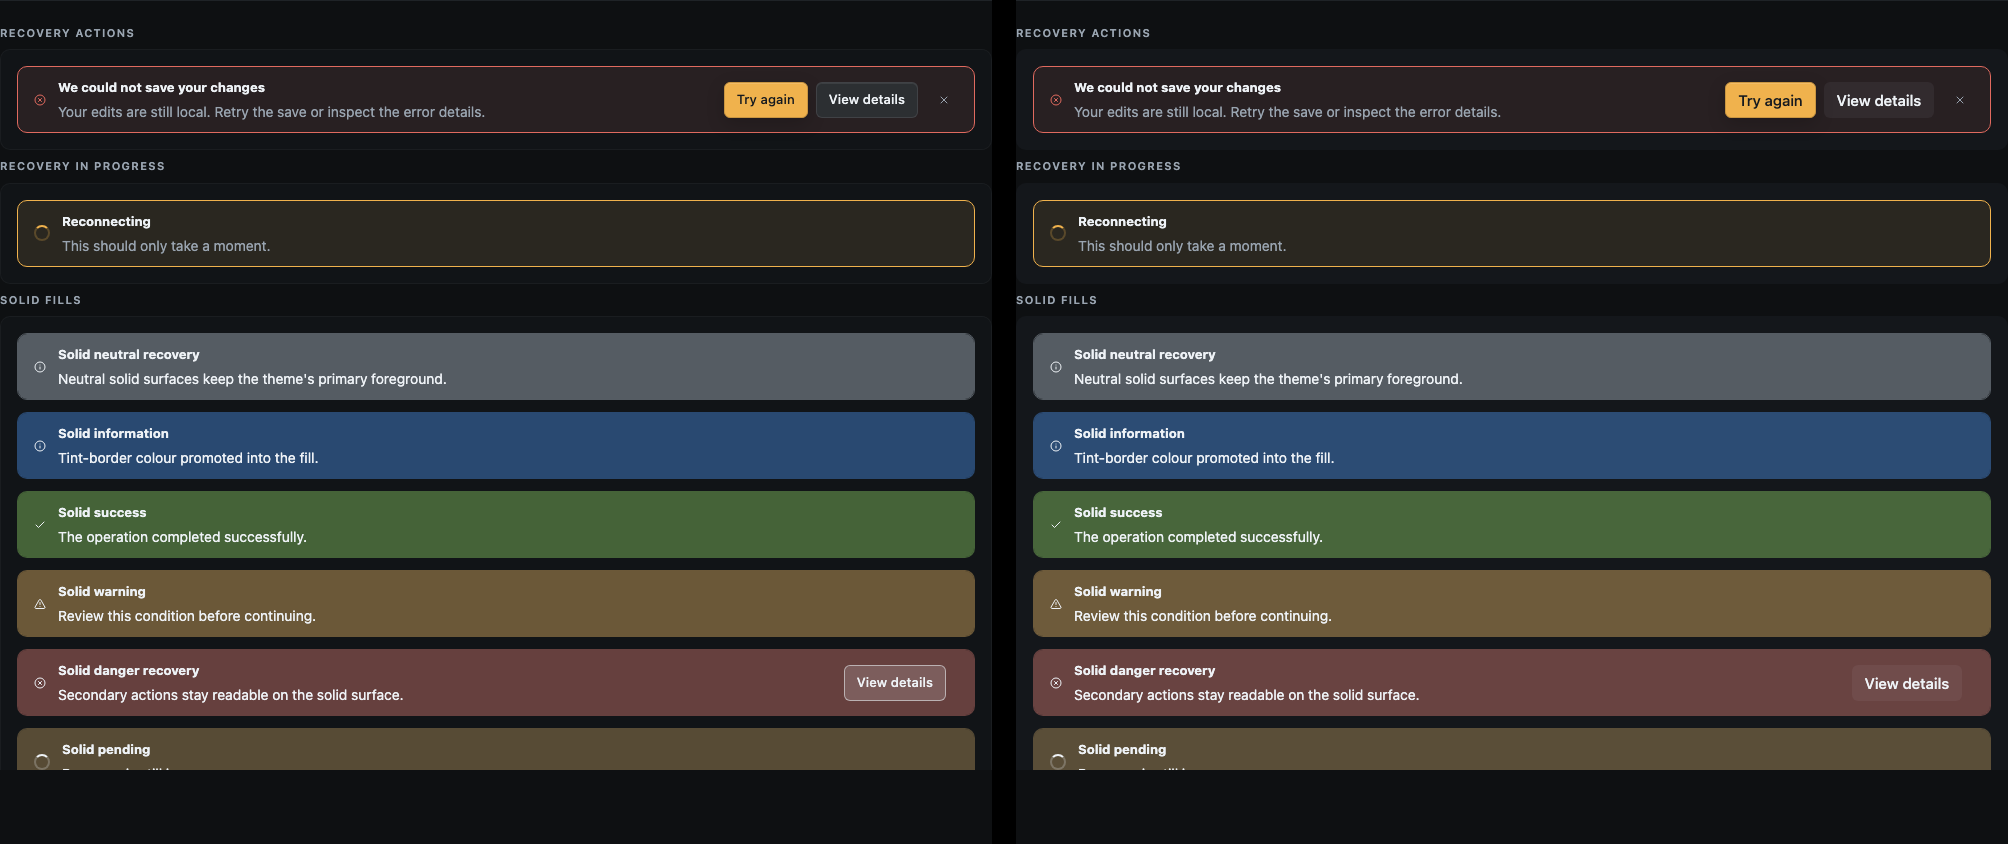 RECOVERY ACTIONS
We could not save your changes
Your edits are still local. Retry the save or inspect the error details.
Try again
View details
RECOVERY IN PROGRESS
Reconnecting
This should only take a moment.
SOLID FILLS
Solid neutral recovery
Neutral solid surfaces keep the theme's primary foreground.
Solid information
Tint-border colour promoted into the fill.
Solid success
The operation completed successfully.
Solid warning
Review this condition before continuing.
Solid danger recovery
Secondary actions stay readable on the solid surface.
View details
Solid pending
RECOVERY ACTIONS
We could not save your changes
Your edits are still local. Retry the save or inspect the error details.
Try again
View details
RECOVERY IN PROGRESS
Reconnecting
This should only take a moment.
SOLID FILLS
Solid neutral recovery
Neutral solid surfaces keep the theme's primary foreground.
Solid information
Tint-border colour promoted into the fill.
Solid success
The operation completed successfully.
Solid warning
Review this condition before continuing.
Solid danger recovery
Secondary actions stay readable on the solid surface.
View details
Solid pending